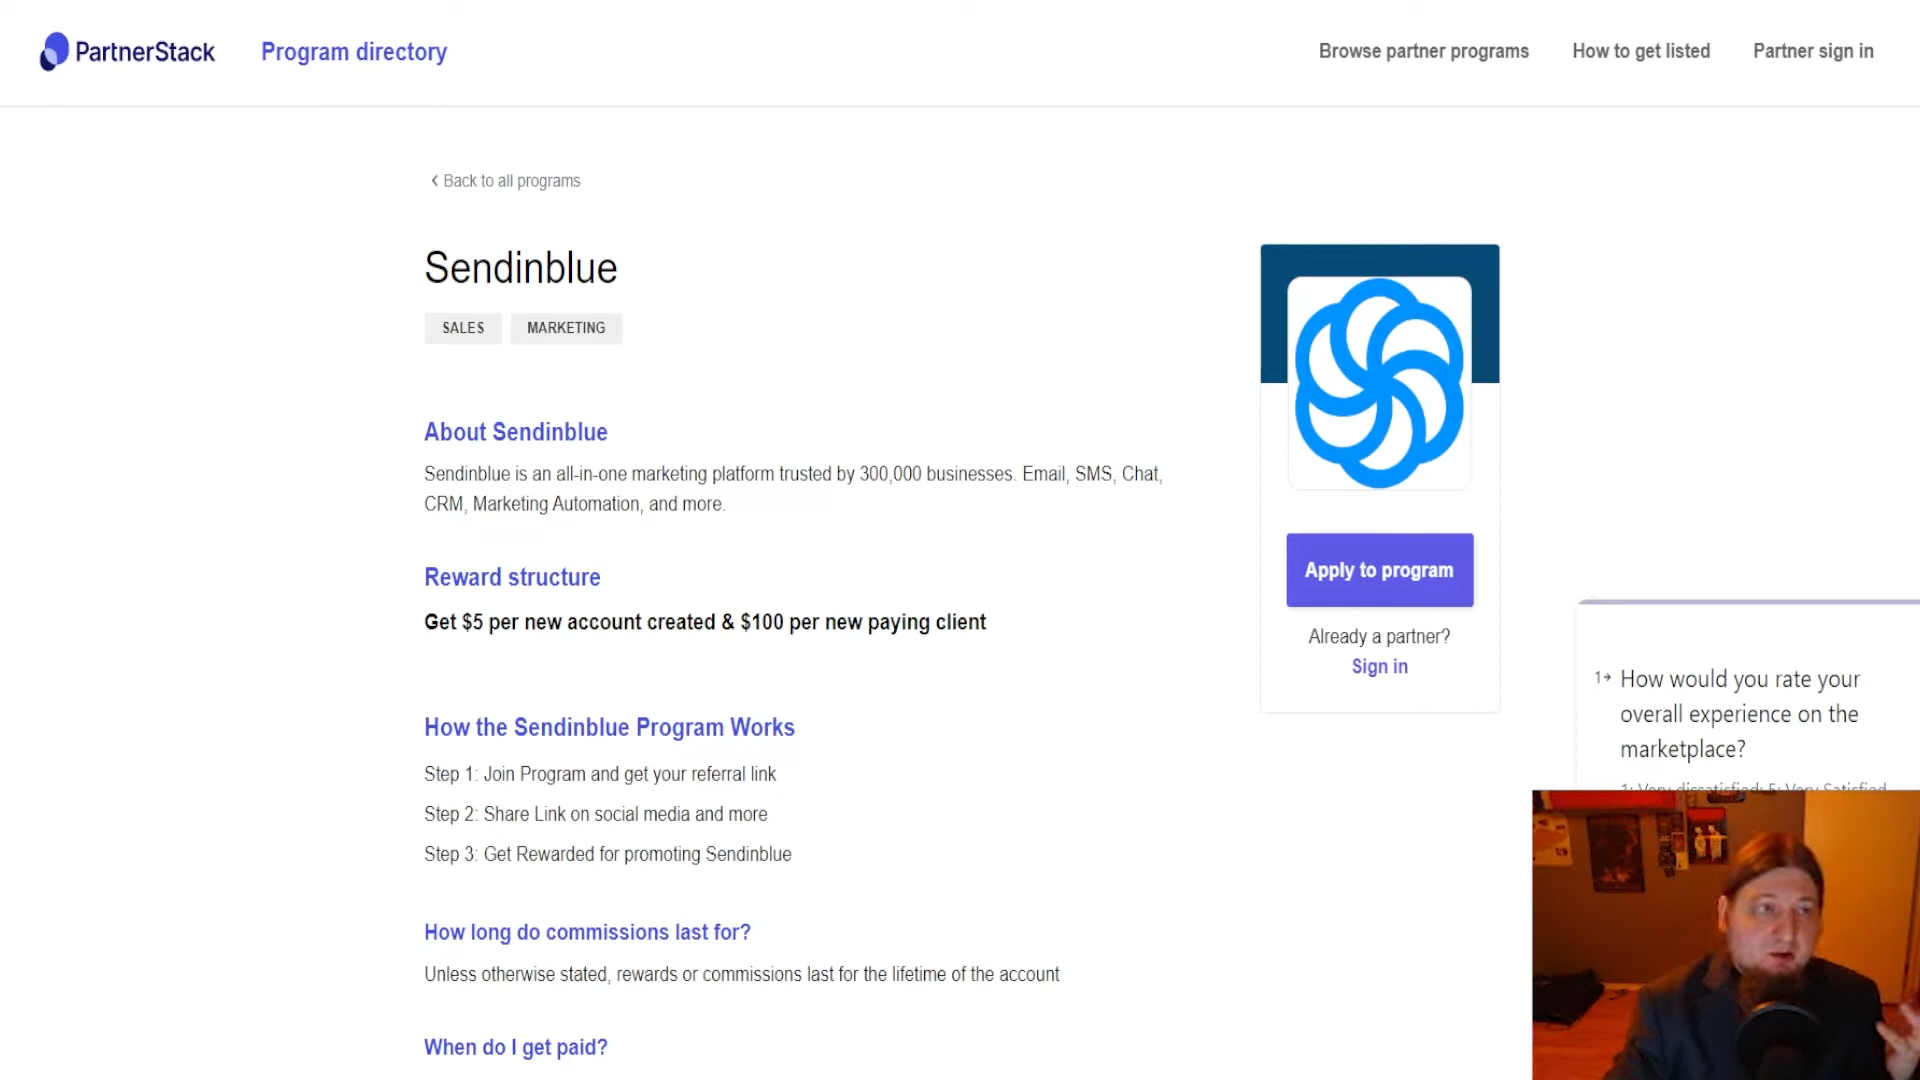 PartnerStack
Program directory
Browse partner programs
How to get listed
Partner sign in
Back to all programs
Sendinblue
SALES
MARKETING
About Sendinblue
Sendinblue is an all-in-one marketing platform trusted by 300,000 businesses. Email, SMS, Chat,
CRM, Marketing Automation, and more.
Reward structure
Get $5 per new account created & $100 per new paying client
How the Sendinblue Program Works
Step 1: Join Program and get your referral link
Step 2: Share Link on social media and more
Step 3: Get Rewarded for promoting Sendinblue
How long do commissions last for?
Unless otherwise stated, rewards or commissions last for the lifetime of the account
When do I get paid?
Apply to program
Already a partner?
Sign in
1 How would you rate your
overall experience on the
marketplace?
1: Very dissatisfied; 5: Very Satisfied